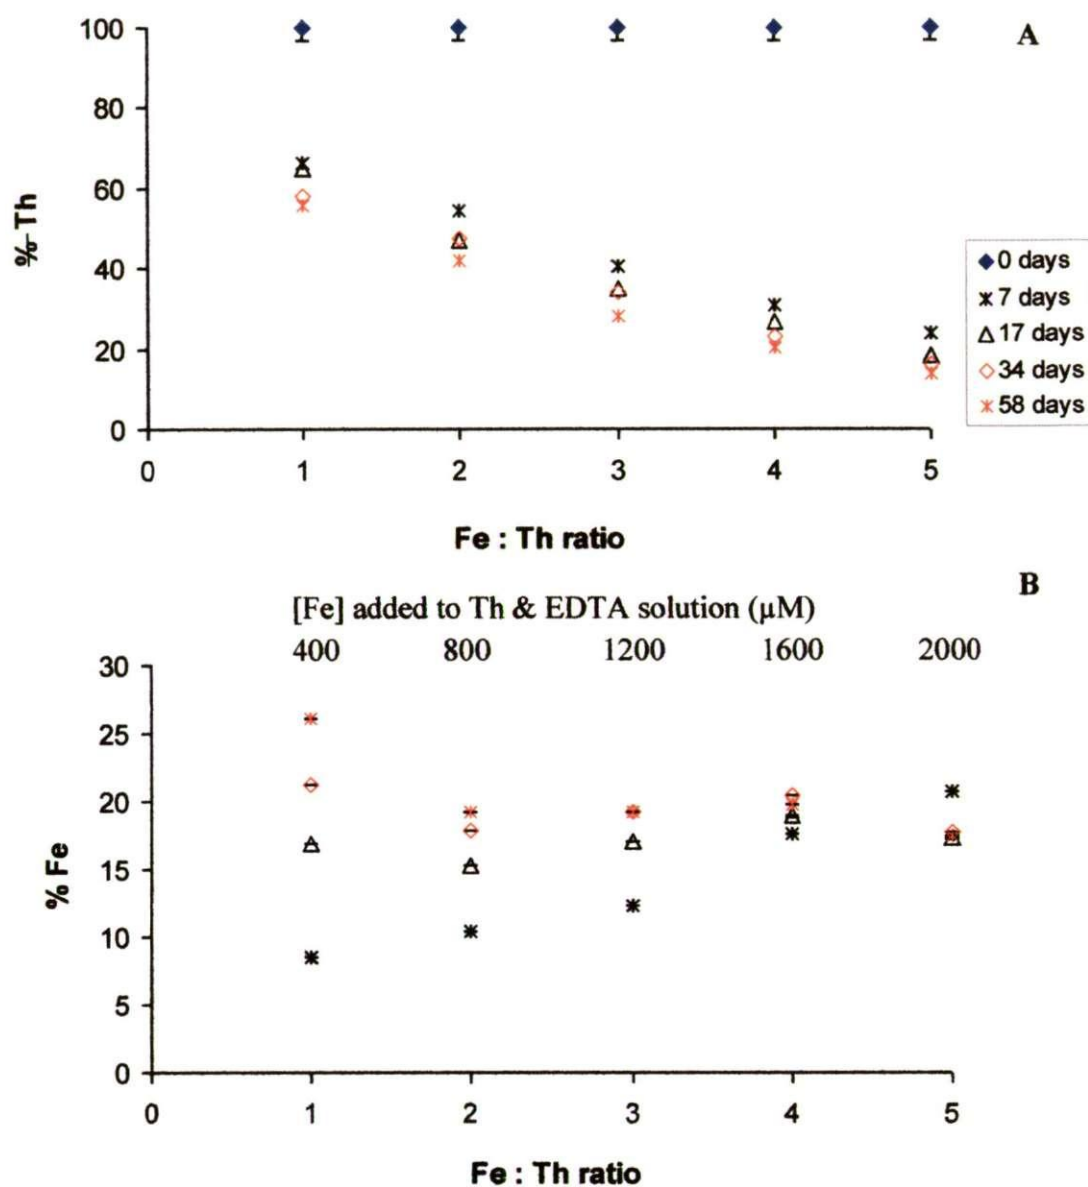 A
100
80
60
40
20
0
% Th
0 1 2 3 4 5
Fe : Th ratio
0 days
7 days
17 days
34 days
58 days
B
[Fe] added to Th & EDTA solution (µM)
400 800 1200 1600 2000
30
25
20
15
10
5
0
% Fe
0 1 2 3 4 5
Fe : Th ratio